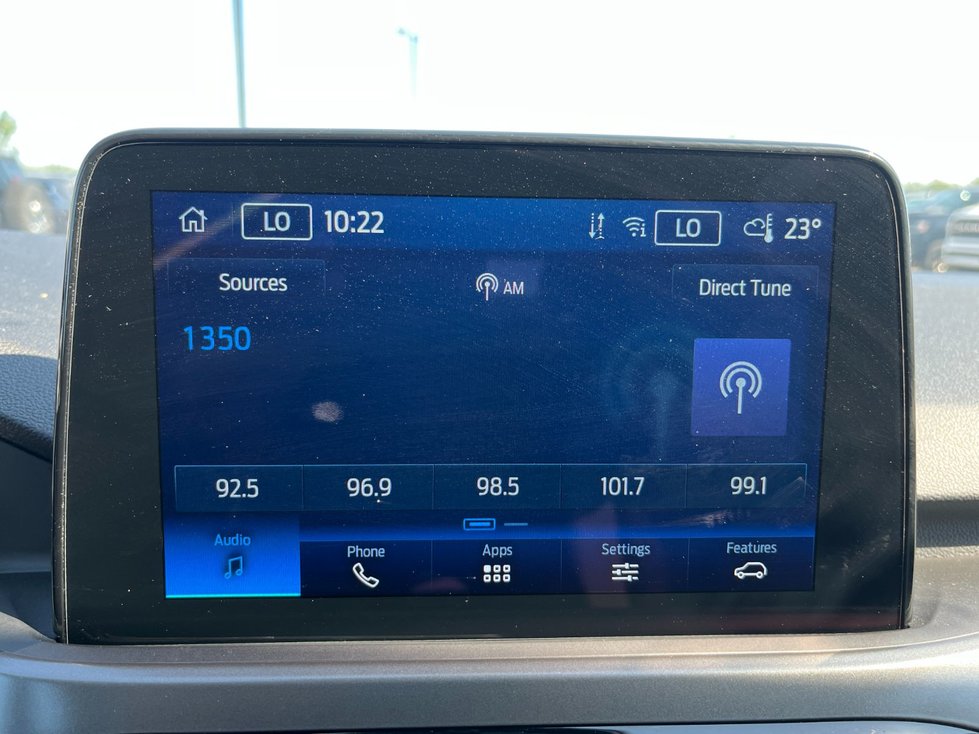 LO 10:22 LO 23°
Sources AM Direct Tune
1350
92.5 96.9 98.5 101.7 99.1
Audio Phone Apps Settings Features